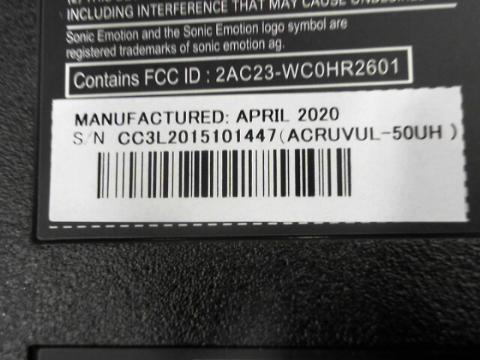 INCLUDING INTERFERENCE THAT MAY CAUSE UNDESIRED
Sonic Emotion and the Sonic Emotion logo symbol are
registered trademarks of sonic emotion ag.
Contains FCC ID : 2AC23-WC0HR2601
MANUFACTURED: APRIL 2020
S/N CC3L2015101447(ACRUVUL-50UH )